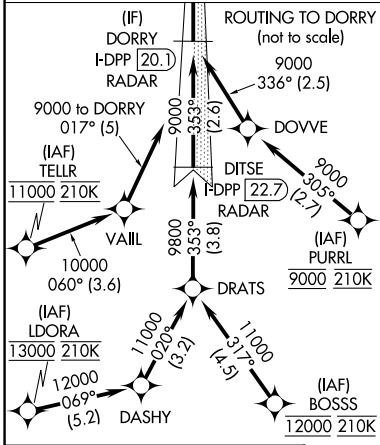 (IF)
DORRY
I-DPP 20.1
RADAR
ROUTING TO DORRY
(not to scale)
9000
336° (2.5)
9000 to DORRY
017° (5)
9000
353°
(2.6)
DOVVE
(IAF)
TELLR
11000 210K
DITSE
I-DPP 22.7
RADAR
9000
305°
(2.7)
VAILL
10000
060° (3.6)
9800
353°
(3.8)
(IAF)
PURRL
9000 210K
DRATS
(IAF)
LDORA
13000 210K
11000
020°
(3.2)
11000
317°
(4.5)
12000
069°
(5.2)
DASHY
(IAF)
BOSSS
12000 210K